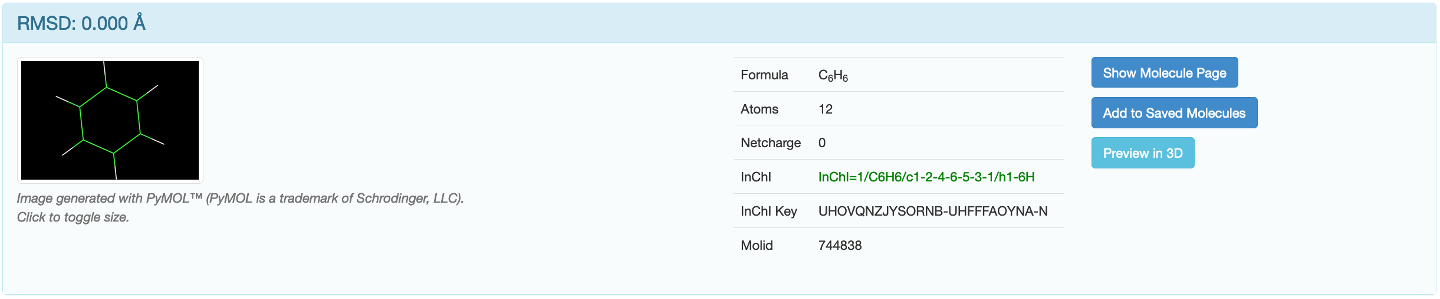 RMSD: 0.000 Å
Image generated with PyMOL™ (PyMOL is a trademark of Schrodinger, LLC).
Click to toggle size.
Formula C₆H₆
Atoms 12
Netcharge 0
InChI InChI=1/C6H6/c1-2-4-6-5-3-1/h1-6H
InChI Key UHOVQNZJYSORNB-UHFFFAOYNA-N
Molid 744838
Show Molecule Page
Add to Saved Molecules
Preview in 3D